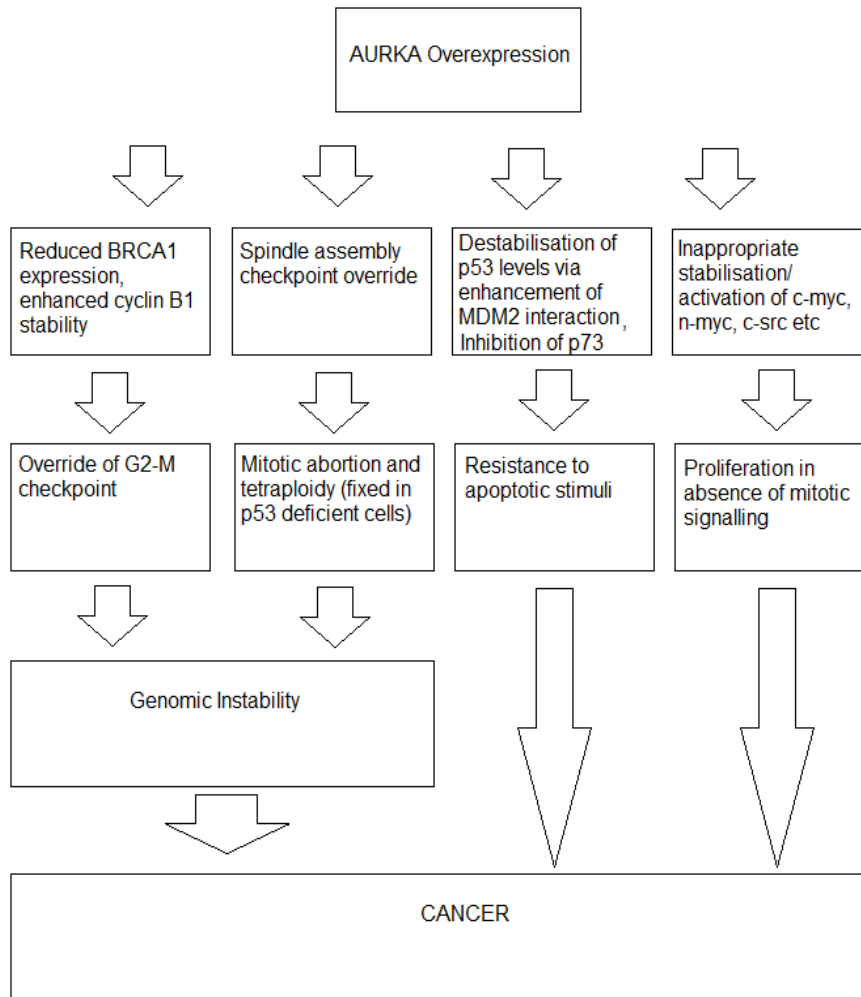 AURKA Overexpression
Reduced BRCA1
expression,
enhanced cyclin B1
stability
Spindle assembly
checkpoint override
Destabilisation of
p53 levels via
enhancement of
MDM2 interaction ,
Inhibition of p73
Inappropriate
stabilisation/
activation of c-myc,
n-myc, c-src etc
Override of G2-M
checkpoint
Mitotic abortion and
tetraploidy (fixed in
p53 deficient cells)
Resistance to
apoptotic stimuli
Proliferation in
absence of mitotic
signalling
Genomic Instability
CANCER